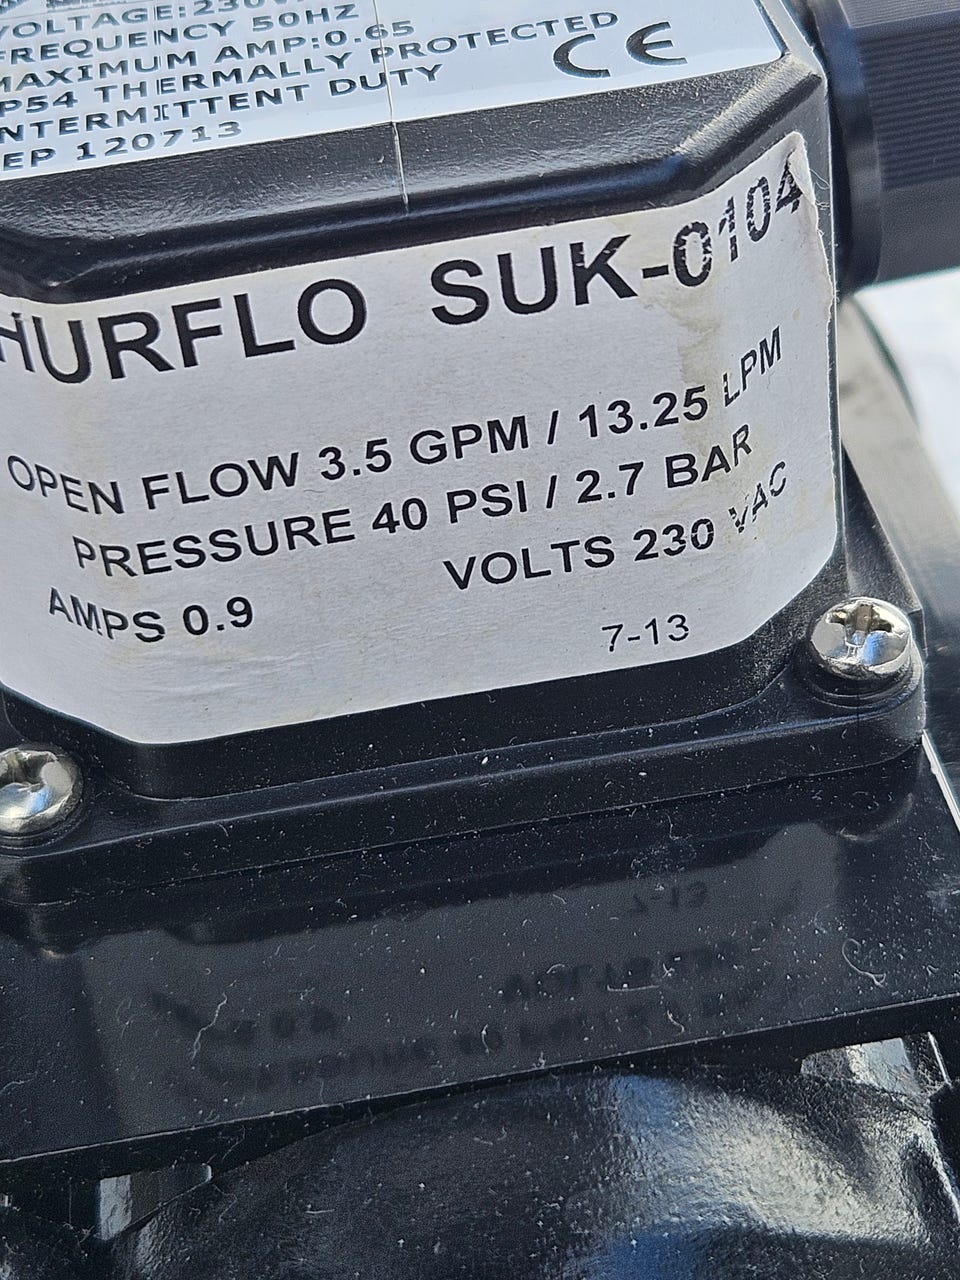 VOLTAGE:230V
FREQUENCY 50HZ
MAXIMUM AMP:0.65
IP54 THERMALLY PROTECTED
INTERMITTENT DUTY
EP 120713
CE
HURFLO SUK-0104
OPEN FLOW 3.5 GPM / 13.25 LPM
PRESSURE 40 PSI / 2.7 BAR
AMPS 0.9 VOLTS 230 VAC
7-13